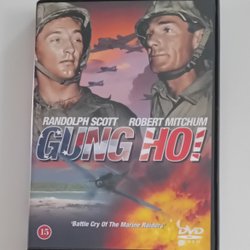 RANDOLPH SCOTT ROBERT MITCHUM
GUNG HO!
'Battle Cry Of The Marine Raiders'
15
DVD